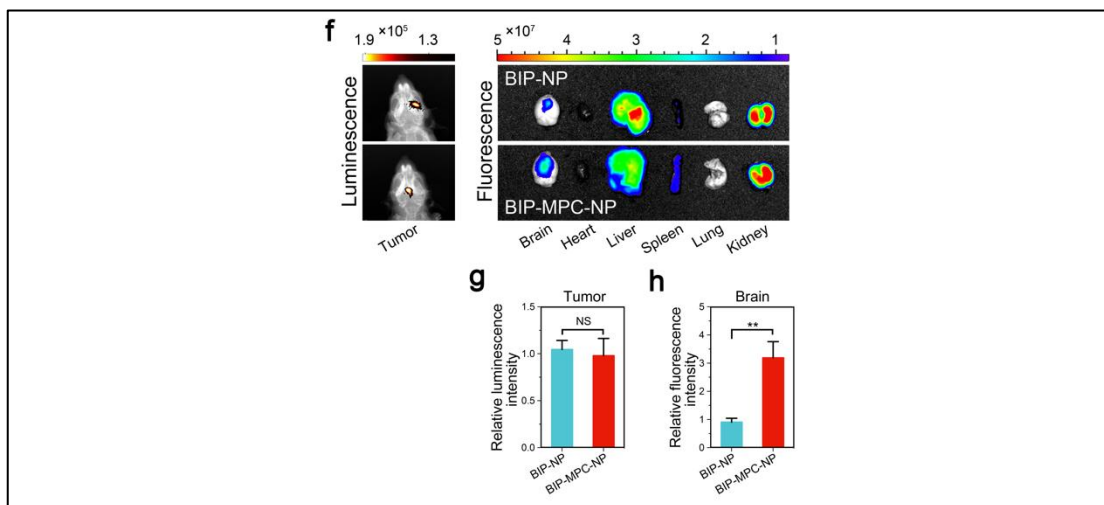 f
1.9 ×10⁵ 1.3
5 ×10⁷ 4 3 2 1
Luminescence
Fluorescence
BIP-NP
BIP-MPC-NP
Tumor
Brain Heart Liver Spleen Lung Kidney
g
Tumor
Relative luminescence
intensity
1.5
1.0
0.5
0.0
NS
BIP-NP
BIP-MPC-NP
h
Brain
Relative fluorescence
intensity
5
4
3
2
1
0
**
BIP-NP
BIP-MPC-NP